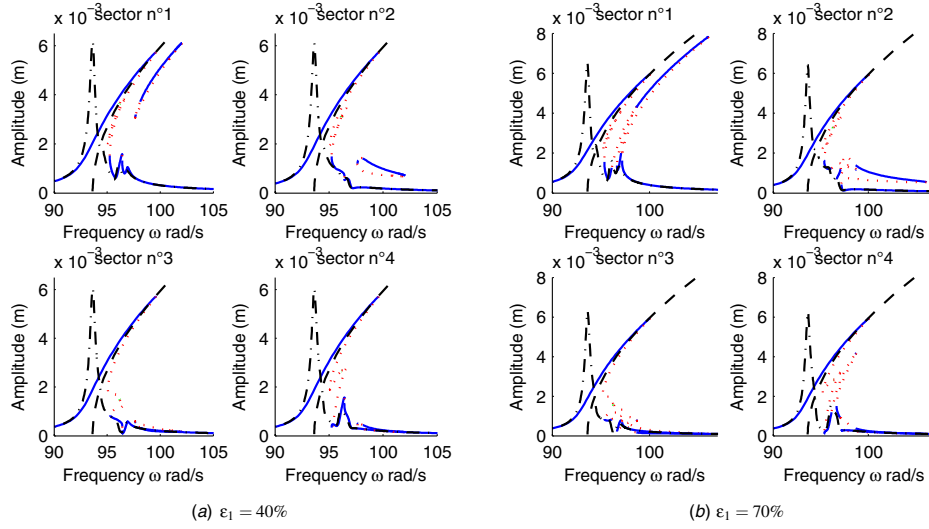 x 10⁻³ sector n°1
x 10⁻³ sector n°2
Amplitude (m)
6
4
2
0
90 95 100 105
Frequency ω rad/s
Amplitude (m)
6
4
2
0
90 95 100 105
Frequency ω rad/s
x 10⁻³ sector n°3
x 10⁻³ sector n°4
Amplitude (m)
6
4
2
0
90 95 100 105
Frequency ω rad/s
Amplitude (m)
6
4
2
0
90 95 100 105
Frequency ω rad/s
(a) ε₁ = 40%
x 10⁻³ sector n°1
x 10⁻³ sector n°2
Amplitude (m)
8
6
4
2
0
90 100
Frequency ω rad/s
Amplitude (m)
8
6
4
2
0
90 100
Frequency ω rad/s
x 10⁻³ sector n°3
x 10⁻³ sector n°4
Amplitude (m)
8
6
4
2
0
90 100
Frequency ω rad/s
Amplitude (m)
8
6
4
2
0
90 100
Frequency ω rad/s
(b) ε₁ = 70%